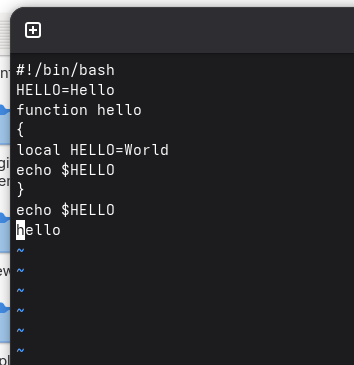 #!/bin/bash
HELLO=Hello
function hello
{
local HELLO=World
echo $HELLO
}
echo $HELLO
hello
~
~
~
~
~
~